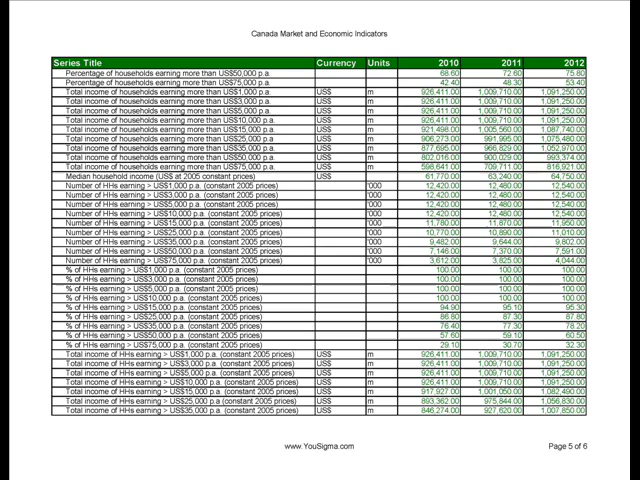 Canada Market and Economic Indicators
Series Title Currency Units 2010 2011 2012
Percentage of households earning more than US$50,000 p.a. 68.60 72.60 75.80
Percentage of households earning more than US$75,000 p.a. 42.40 48.30 53.40
Total income of households earning more than US$1,000 p.a. US$ m 926,411.00 1,009,710.00 1,091,250.00
Total income of households earning more than US$3,000 p.a. US$ m 926,411.00 1,009,710.00 1,091,250.00
Total income of households earning more than US$5,000 p.a. US$ m 926,411.00 1,009,710.00 1,091,250.00
Total income of households earning more than US$10,000 p.a. US$ m 926,411.00 1,009,710.00 1,091,250.00
Total income of households earning more than US$15,000 p.a. US$ m 921,498.00 1,005,560.00 1,087,740.00
Total income of households earning more than US$25,000 p.a. US$ m 906,273.00 991,995.00 1,075,480.00
Total income of households earning more than US$35,000 p.a. US$ m 877,695.00 966,829.00 1,052,970.00
Total income of households earning more than US$50,000 p.a. US$ m 802,016.00 900,029.00 993,374.00
Total income of households earning more than US$75,000 p.a. US$ m 598,641.00 709,711.00 816,921.00
Median household income (US$ at 2005 constant prices) US$ 61,770.00 63,240.00 64,750.00
Number of HHs earning > US$1,000 p.a. (constant 2005 prices) '000 12,420.00 12,480.00 12,540.00
Number of HHs earning > US$3,000 p.a. (constant 2005 prices) '000 12,420.00 12,480.00 12,540.00
Number of HHs earning > US$5,000 p.a. (constant 2005 prices) '000 12,420.00 12,480.00 12,540.00
Number of HHs earning > US$10,000 p.a. (constant 2005 prices) '000 12,420.00 12,480.00 12,540.00
Number of HHs earning > US$15,000 p.a. (constant 2005 prices) '000 11,780.00 11,870.00 11,950.00
Number of HHs earning > US$25,000 p.a. (constant 2005 prices) '000 10,770.00 10,890.00 11,010.00
Number of HHs earning > US$35,000 p.a. (constant 2005 prices) '000 9,482.00 9,644.00 9,802.00
Number of HHs earning > US$50,000 p.a. (constant 2005 prices) '000 7,146.00 7,370.00 7,591.00
Number of HHs earning > US$75,000 p.a. (constant 2005 prices) '000 3,612.00 3,825.00 4,044.00
% of HHs earning > US$1,000 p.a. (constant 2005 prices) 100.00 100.00 100.00
% of HHs earning > US$3,000 p.a. (constant 2005 prices) 100.00 100.00 100.00
% of HHs earning > US$5,000 p.a. (constant 2005 prices) 100.00 100.00 100.00
% of HHs earning > US$10,000 p.a. (constant 2005 prices) 100.00 100.00 100.00
% of HHs earning > US$15,000 p.a. (constant 2005 prices) 94.90 95.10 95.30
% of HHs earning > US$25,000 p.a. (constant 2005 prices) 86.80 87.30 87.80
% of HHs earning > US$35,000 p.a. (constant 2005 prices) 76.40 77.30 78.20
% of HHs earning > US$50,000 p.a. (constant 2005 prices) 57.60 59.10 60.50
% of HHs earning > US$75,000 p.a. (constant 2005 prices) 29.10 30.70 32.30
Total income of HHs earning > US$1,000 p.a. (constant 2005 prices) US$ m 926,411.00 1,009,710.00 1,091,250.00
Total income of HHs earning > US$3,000 p.a. (constant 2005 prices) US$ m 926,411.00 1,009,710.00 1,091,250.00
Total income of HHs earning > US$5,000 p.a. (constant 2005 prices) US$ m 926,411.00 1,009,710.00 1,091,250.00
Total income of HHs earning > US$10,000 p.a. (constant 2005 prices) US$ m 926,411.00 1,009,710.00 1,091,250.00
Total income of HHs earning > US$15,000 p.a. (constant 2005 prices) US$ m 917,927.00 1,001,050.00 1,082,490.00
Total income of HHs earning > US$25,000 p.a. (constant 2005 prices) US$ m 893,362.00 975,844.00 1,056,830.00
Total income of HHs earning > US$35,000 p.a. (constant 2005 prices) US$ m 846,274.00 927,620.00 1,007,850.00
www.YouSigma.com Page 5 of 6